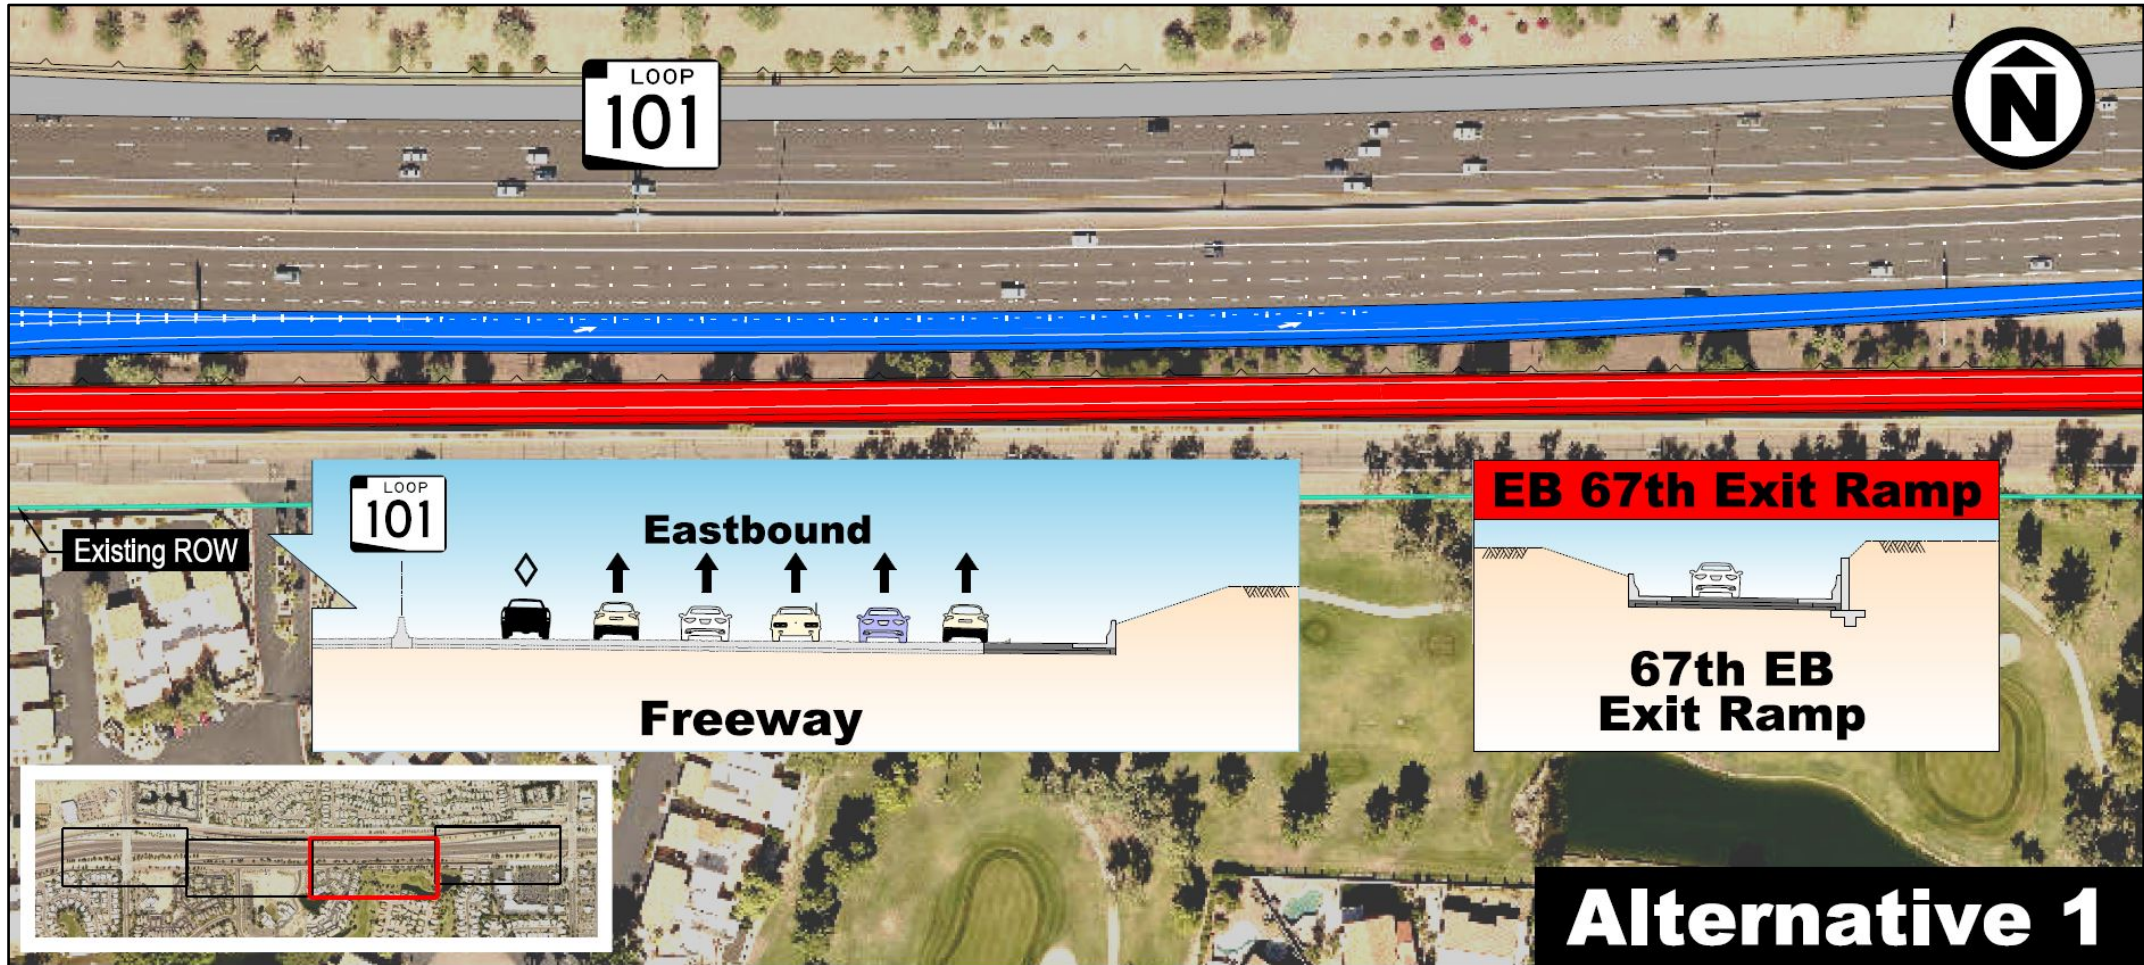 LOOP
101
N
LOOP
101
Eastbound
Freeway
EB 67th Exit Ramp
67th EB
Exit Ramp
Existing ROW
Alternative 1